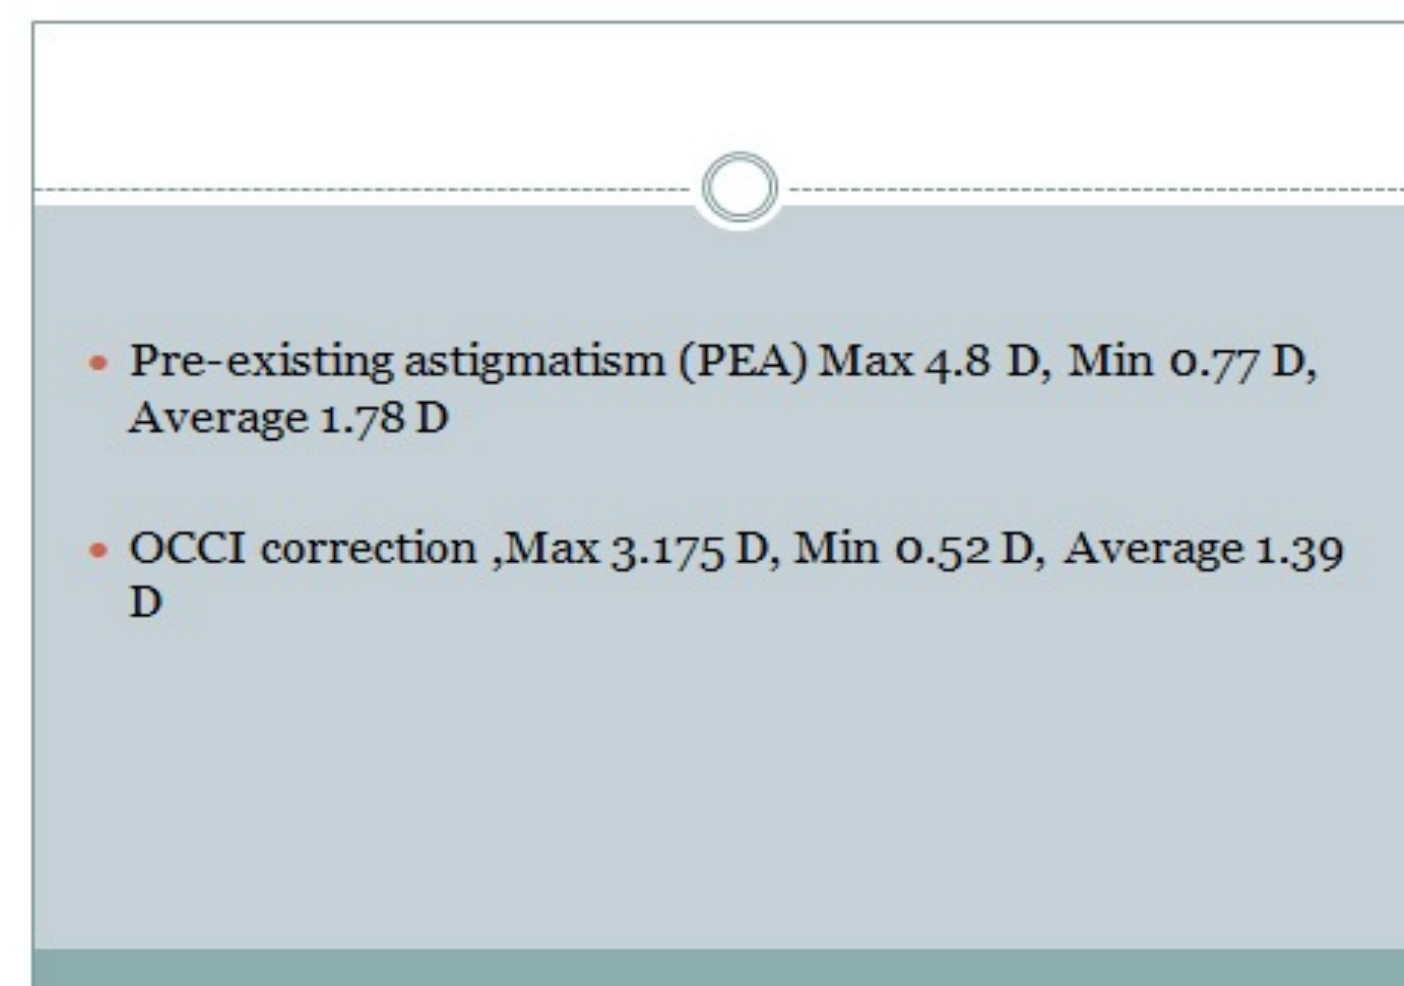 • Pre-existing astigmatism (PEA) Max 4.8 D, Min 0.77 D,
Average 1.78 D
• OCCI correction ,Max 3.175 D, Min 0.52 D, Average 1.39
D